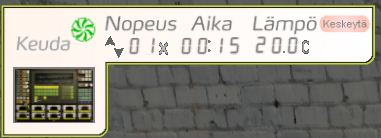 Nopeus Aika Lämpö Keskeytä
Keuda 01x 00:15 20.0C